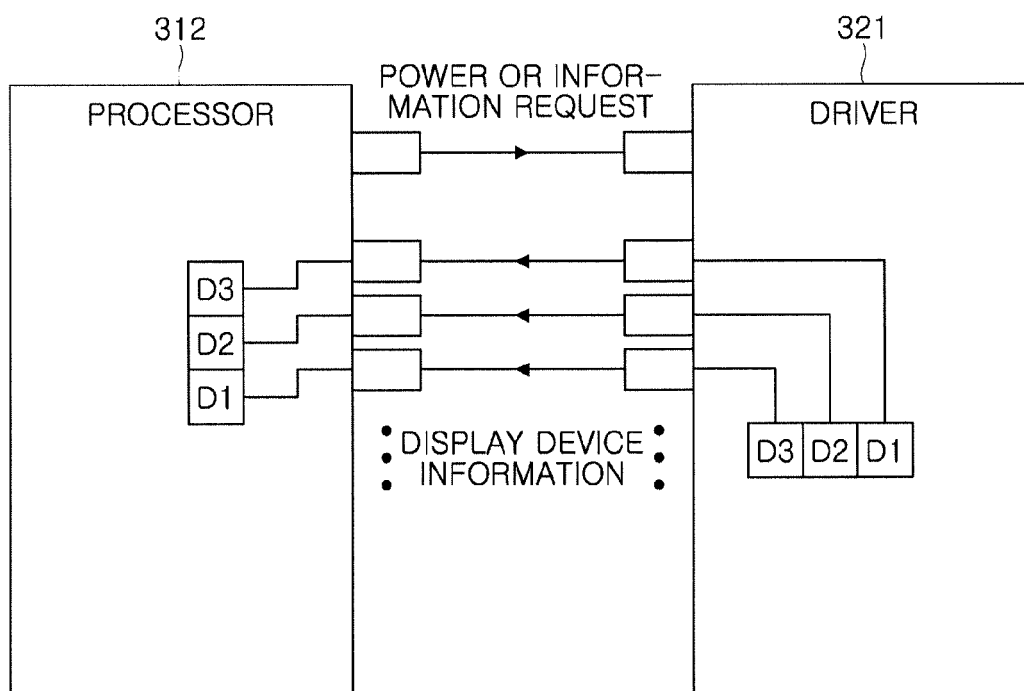 312
321
POWER OR INFOR-
MATION REQUEST
PROCESSOR
DRIVER
D3
D2
D1
DISPLAY DEVICE
INFORMATION
D3 D2 D1